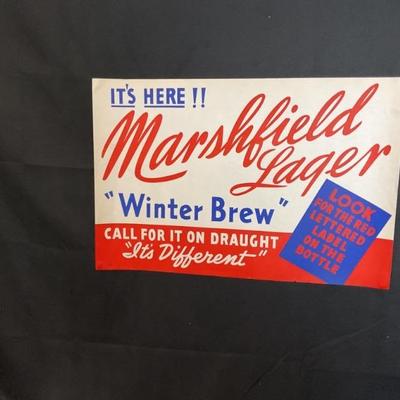 IT'S HERE !!
Marshfield
Lager
"Winter Brew"
CALL FOR IT ON DRAUGHT
"It's Different"
LOOK
FOR THE RED
LETTERED
LABEL
ON THE
BOTTLE